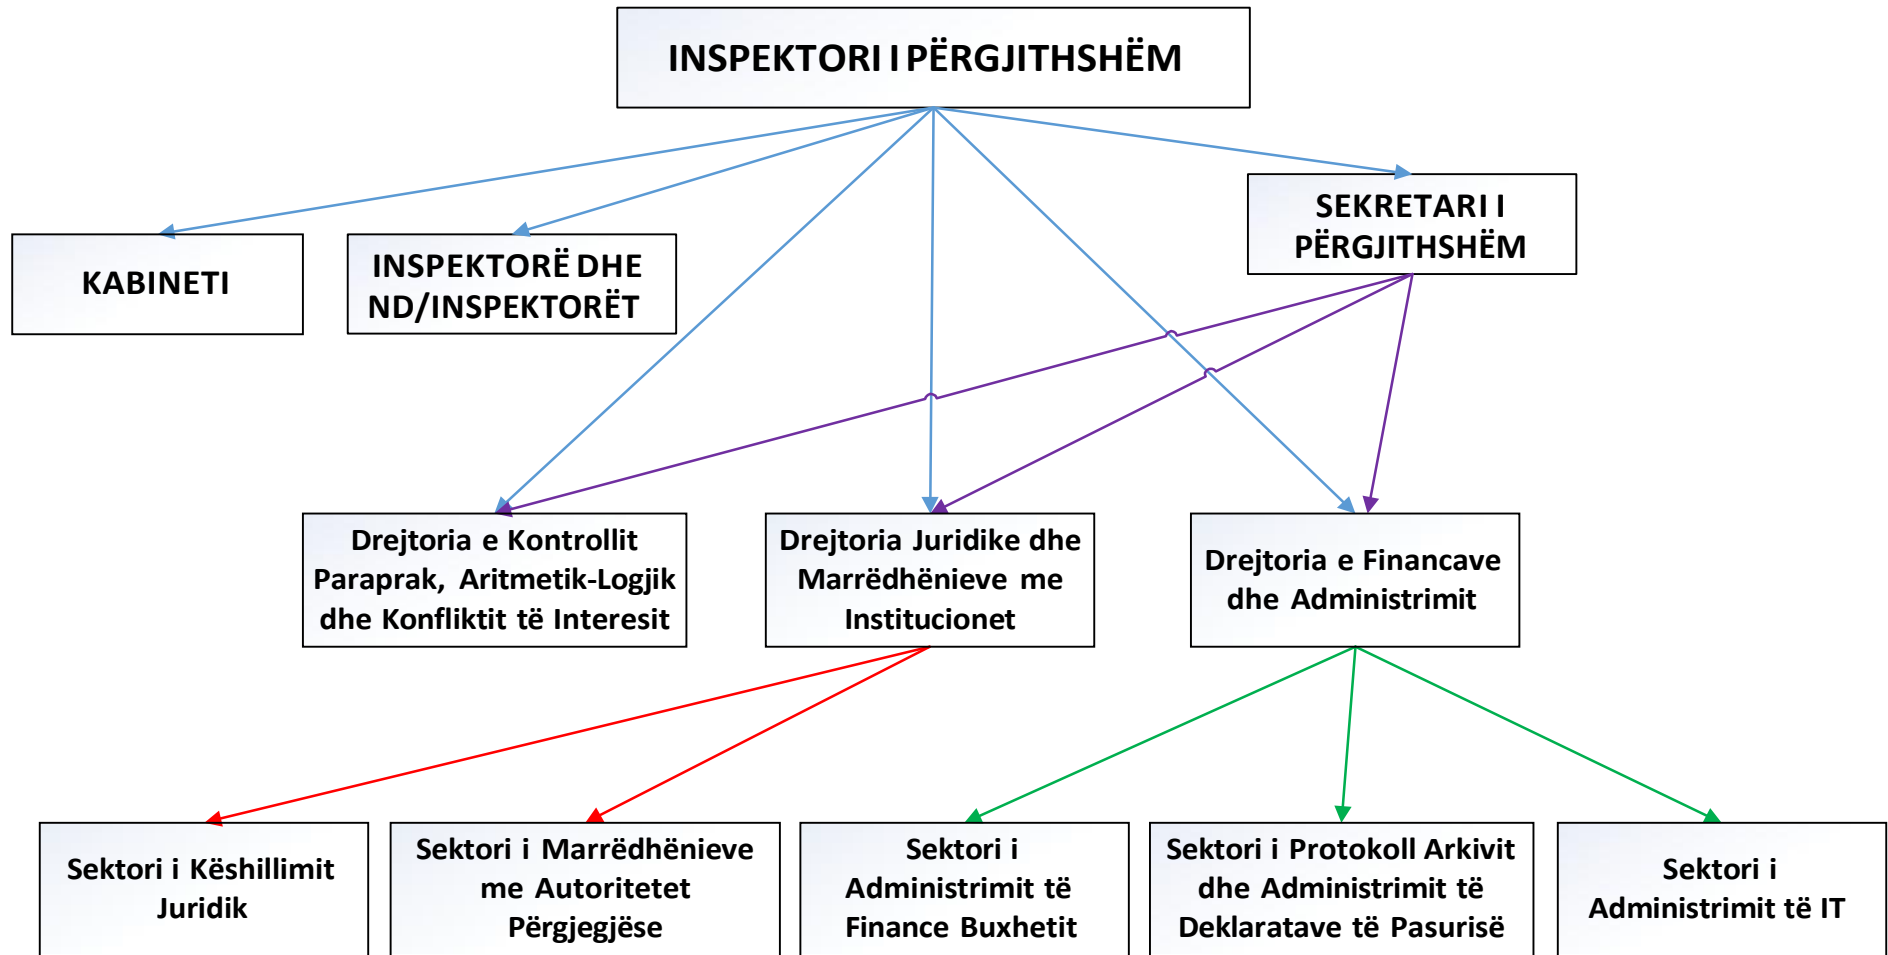 INSPEKTORI I PËRGJITHSHËM
SEKRETARI I
PËRGJITHSHËM
KABINETI
INSPEKTORË DHE
ND/INSPEKTORËT
Drejtoria e Kontrollit
Paraprak, Aritmetik-Logjik
dhe Konfliktit të Interesit
Drejtoria Juridike dhe
Marrëdhënieve me
Institucionet
Drejtoria e Financave
dhe Administrimit
Sektori i Këshillimit
Juridik
Sektori i Marrëdhënieve
me Autoritetet
Përgjegjëse
Sektori i
Administrimit të
Finance Buxhetit
Sektori i Protokoll Arkivit
dhe Administrimit të
Deklaratave të Pasurisë
Sektori i
Administrimit të IT